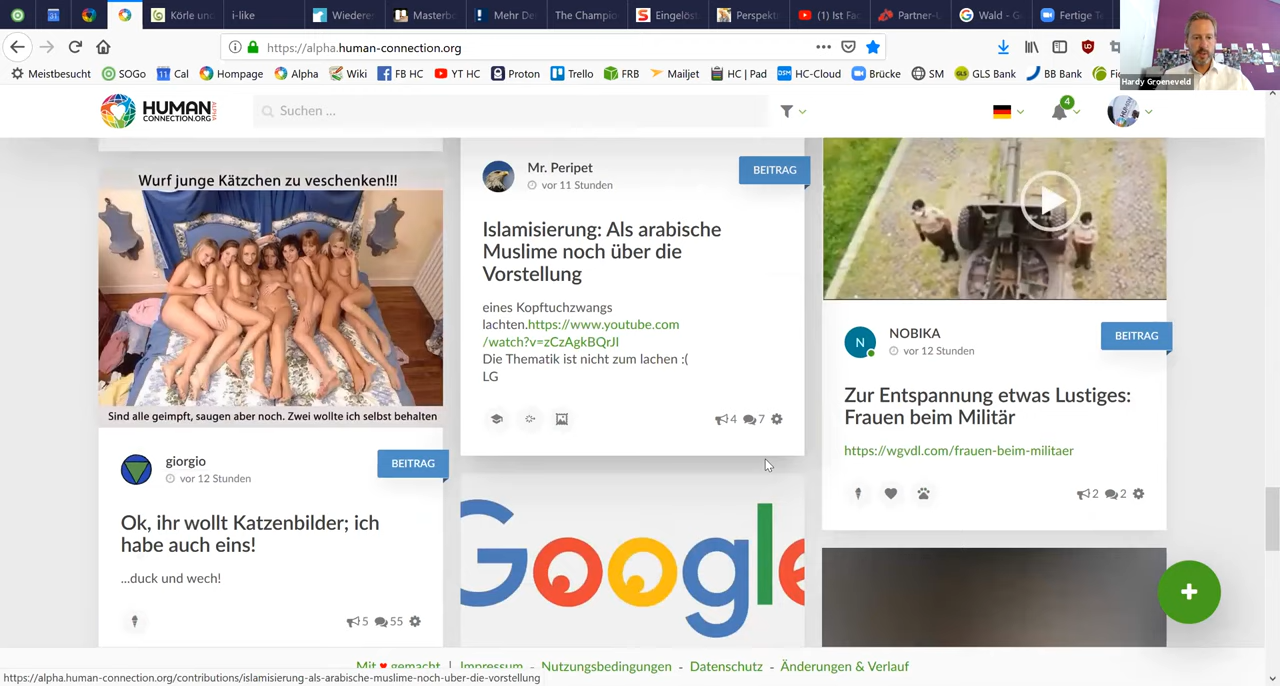 Körle und
i-like
Wiederes
Masterbo
Mehr De
The Champio
Eingelöst
Perspekt
(1) Ist Fac
Partner-U
Wald - G
Fertige Te
https://alpha.human-connection.org
Meistbesucht
SOGo
Cal
Hompage
Alpha
Wiki
FB HC
YT HC
Proton
Trello
FRB
Mailjet
HC | Pad
HC-Cloud
Brücke
SM
GLS Bank
BB Bank
Fic
Hardy Groeneveld
HUMAN
CONNECTION.ORG
ALPHA
Suchen ...
4
Wurf junge Kätzchen zu veschenken!!!
Sind alle geimpft, saugen aber noch. Zwei wollte ich selbst behalten
giorgio
vor 12 Stunden
BEITRAG
Ok, ihr wollt Katzenbilder; ich
habe auch eins!
...duck und wech!
5 55
Mr. Peripet
vor 11 Stunden
BEITRAG
Islamisierung: Als arabische
Muslime noch über die
Vorstellung
eines Kopftuchzwangs
lachten.https://www.youtube.com
/watch?v=zCzAgkBQrJI
Die Thematik ist nicht zum lachen :(
LG
4 7
Google
N
NOBIKA
vor 12 Stunden
BEITRAG
Zur Entspannung etwas Lustiges:
Frauen beim Militär
https://wgvdl.com/frauen-beim-militaer
2 2
+
Mit ♥ gemacht | Impressum - Nutzungsbedingungen - Datenschutz - Änderungen & Verlauf
https://alpha.human-connection.org/contributions/islamisierung-als-arabische-muslime-noch-uber-die-vorstellung